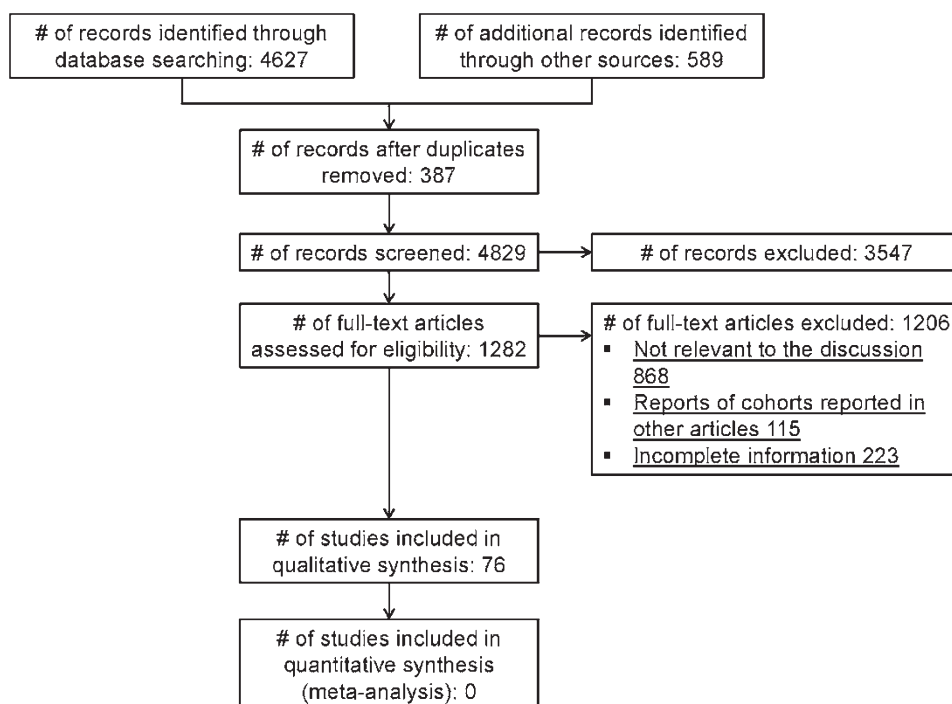 # of records identified through
database searching: 4627
# of additional records identified
through other sources: 589
# of records after duplicates
removed: 387
# of records screened: 4829
# of records excluded: 3547
# of full-text articles
assessed for eligibility: 1282
# of full-text articles excluded: 1206
▪ Not relevant to the discussion
868
▪ Reports of cohorts reported in
other articles 115
▪ Incomplete information 223
# of studies included in
qualitative synthesis: 76
# of studies included in
quantitative synthesis
(meta-analysis): 0